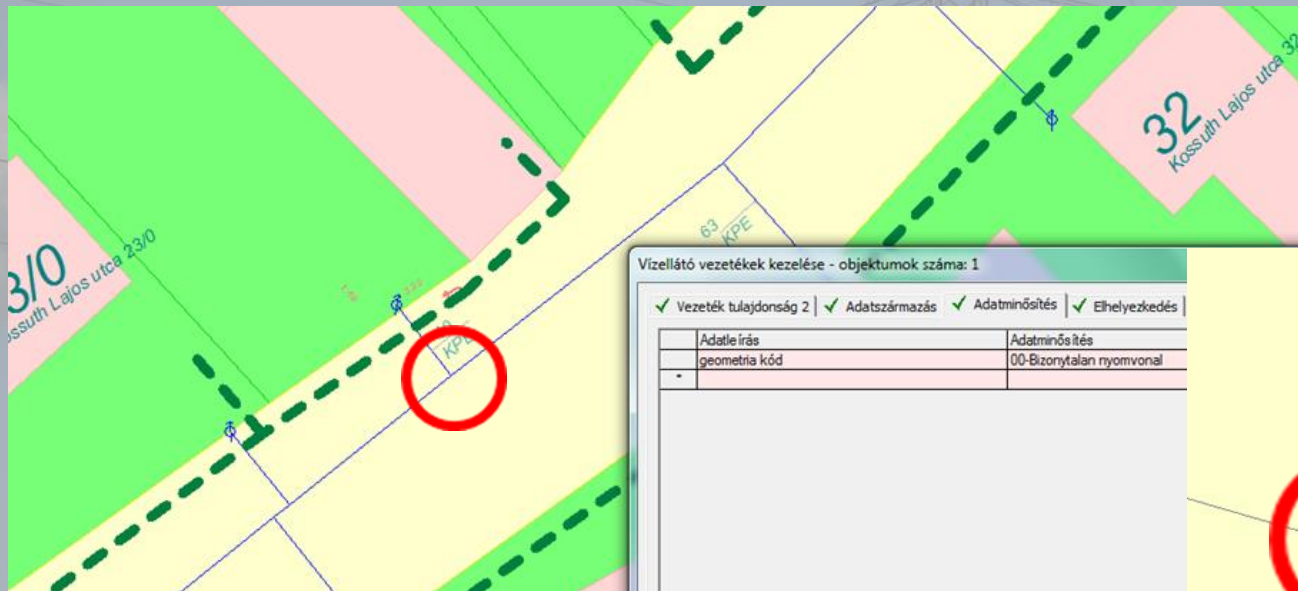 32
Kossuth Lajos utca 32
3/0
ossuth Lajos utca 23/0
63
KPE
KPE
Vízellátó vezetékek kezelése - objektumok száma: 1
Vezeték tulajdonság 2 Adatszármazás Adatminősítés Elhelyezkedés
Adatleírás Adatminősítés
geometria kód 00-Bizonytalan nyomvonal